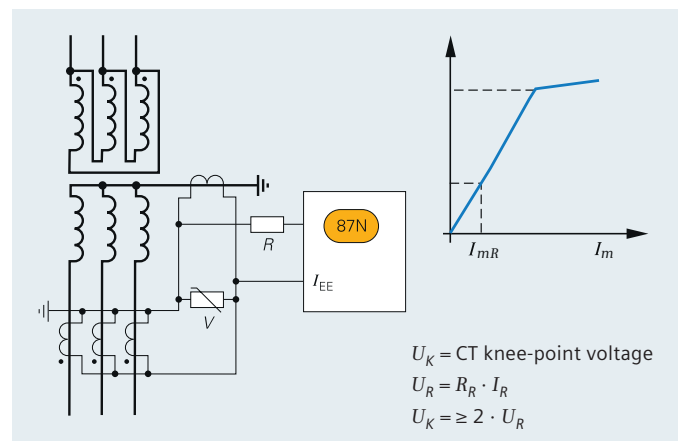 87N
R
I_EE
V
I_mR
I_m
U_K = CT knee-point voltage
U_R = R_R · I_R
U_K = ≥ 2 · U_R